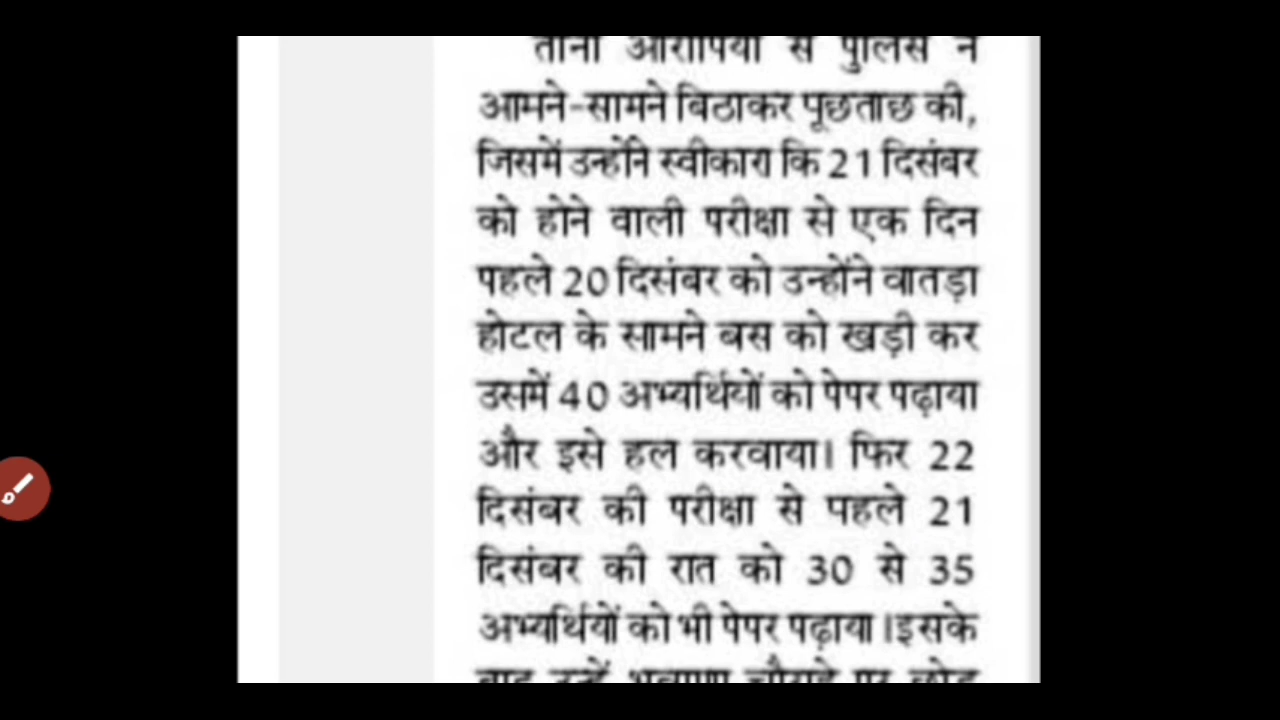 तीनों आरोपियों से पुलिस ने
आमने-सामने बिठाकर पूछताछ की,
जिसमें उन्होंने स्वीकारा कि 21 दिसंबर
को होने वाली परीक्षा से एक दिन
पहले 20 दिसंबर को उन्होंने वातड़ा
होटल के सामने बस को खड़ी कर
उसमें 40 अभ्यर्थियों को पेपर पढ़ाया
और इसे हल करवाया। फिर 22
दिसंबर की परीक्षा से पहले 21
दिसंबर की रात को 30 से 35
अभ्यर्थियों को भी पेपर पढ़ाया ।इसके